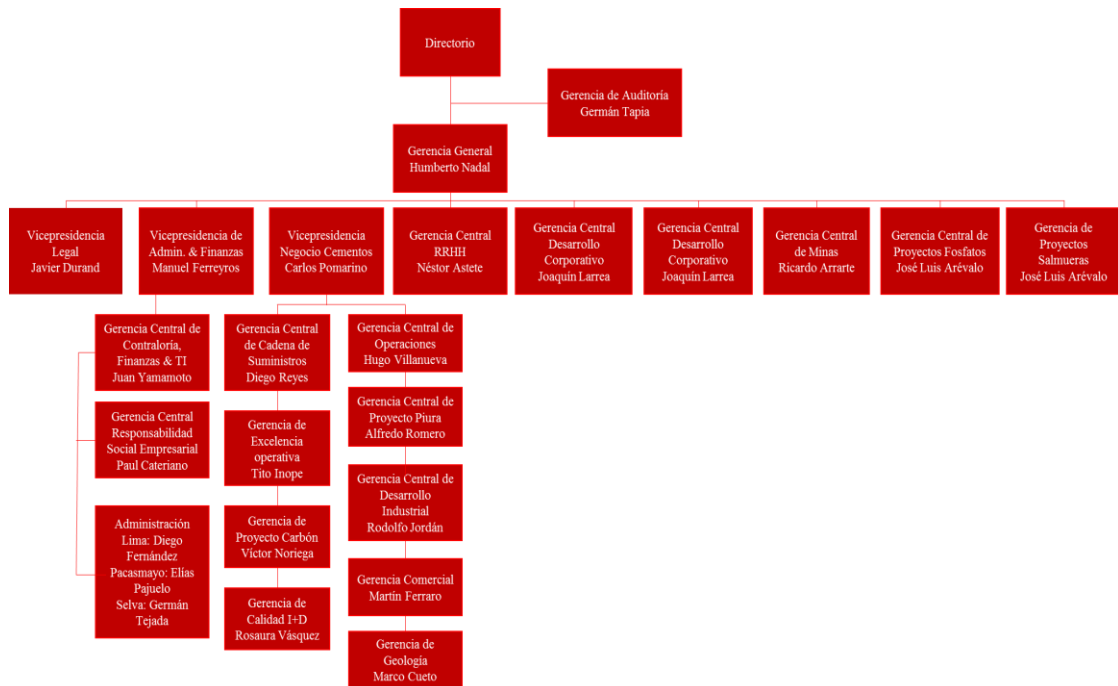 Directorio
Gerencia de Auditoría
Germán Tapia
Gerencia General
Humberto Nadal
Vicepresidencia
Legal
Javier Durand
Vicepresidencia de
Admin. & Finanzas
Manuel Ferreyros
Vicepresidencia
Negocio Cementos
Carlos Pomarino
Gerencia Central
RRHH
Néstor Astete
Gerencia Central
Desarrollo
Corporativo
Joaquín Larrea
Gerencia Central
Desarrollo
Corporativo
Joaquín Larrea
Gerencia Central
de Minas
Ricardo Arrarte
Gerencia Central de
Proyectos Fosfatos
José Luis Arévalo
Gerencia de
Proyectos
Salmueras
José Luis Arévalo
Gerencia Central de
Contraloría,
Finanzas & TI
Juan Yamamoto
Gerencia Central
Responsabilidad
Social Empresarial
Paul Cateriano
Administración
Lima: Diego
Fernández
Pacasmayo: Elías
Pajuelo
Selva: Germán
Tejada
Gerencia Central
de Cadena de
Suministros
Diego Reyes
Gerencia de
Excelencia
operativa
Tito Inope
Gerencia de
Proyecto Carbón
Víctor Noriega
Gerencia de
Calidad I+D
Rosaura Vásquez
Gerencia Central de
Operaciones
Hugo Villanueva
Gerencia Central de
Proyecto Piura
Alfredo Romero
Gerencia Central de
Desarrollo
Industrial
Rodolfo Jordán
Gerencia Comercial
Martín Ferraro
Gerencia de
Geología
Marco Cueto